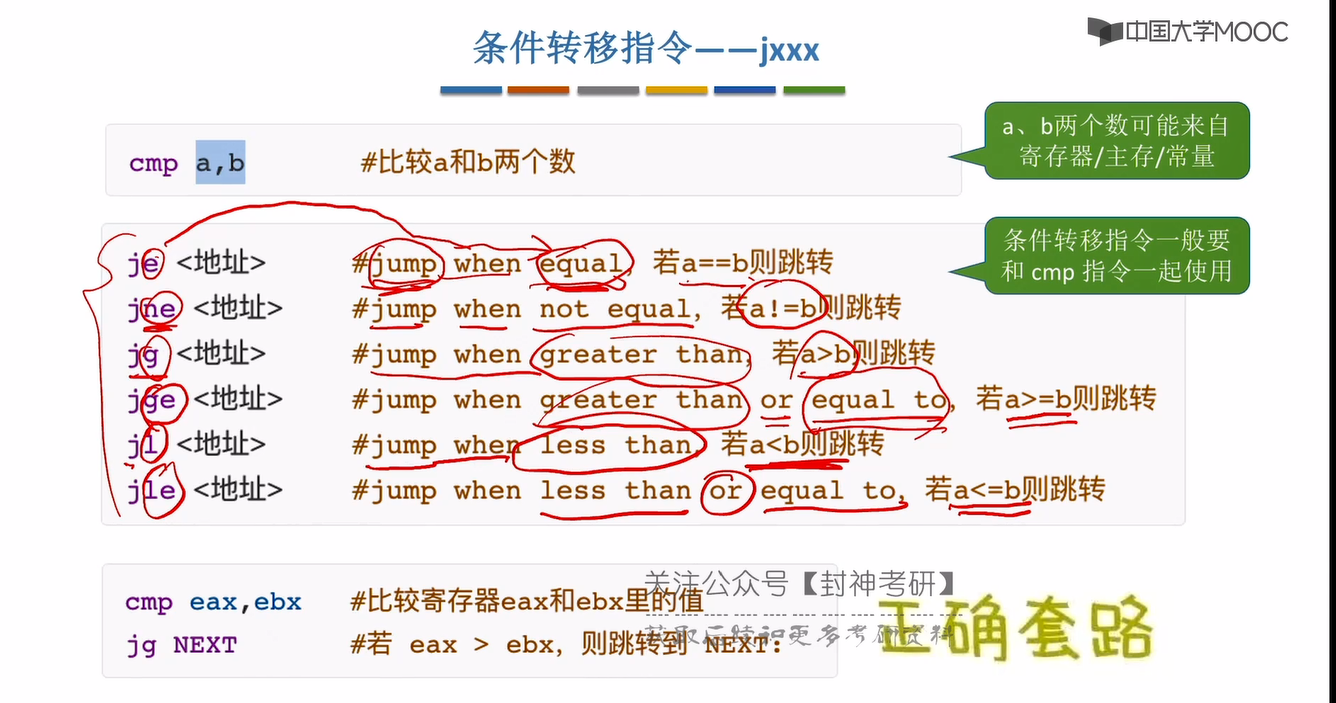 条件转移指令——jxxx
中国大学MOOC
cmp a,b #比较a和b两个数
a、b两个数可能来自
寄存器/主存/常量
je <地址> #jump when equal, 若a==b则跳转
jne <地址> #jump when not equal, 若a!=b则跳转
jg <地址> #jump when greater than, 若a>b则跳转
jge <地址> #jump when greater than or equal to, 若a>=b则跳转
jl <地址> #jump when less than, 若a<b则跳转
jle <地址> #jump when less than or equal to, 若a<=b则跳转
条件转移指令一般要
和 cmp 指令一起使用
关注公众号【封神考研】
cmp eax,ebx #比较寄存器eax和ebx里的值
获取后续和更多考研资料
jg NEXT #若 eax > ebx, 则跳转到 NEXT:
正确套路